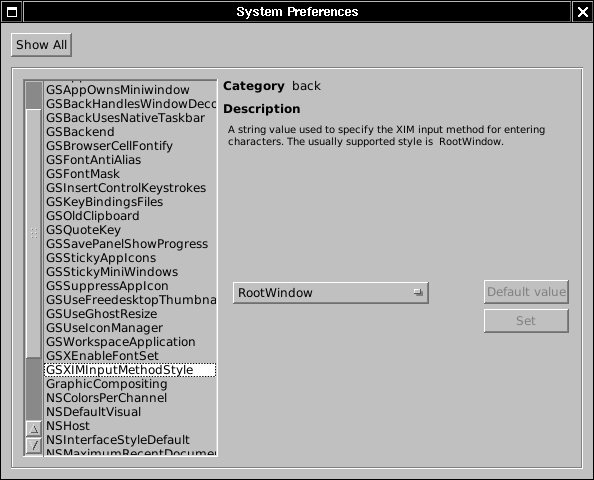 System Preferences
Show All
GSAppOwnsMiniwindow
GSBackHandlesWindowDeco
GSBackUsesNativeTaskbar
GSBackend
GSBrowserCellFontify
GSFontAntiAlias
GSFontMask
GSInsertControlKeystrokes
GSKeyBindingsFiles
GSOldClipboard
GSQuoteKey
GSSavePanelShowProgress
GSStickyAppIcons
GSStickyMiniWindows
GSSuppressAppIcon
GSUseFreedesktopThumbna
GSUseGhostResize
GSUseIconManager
GSWorkspaceApplication
GSXEnableFontSet
GSXIMInputMethodStyle
GraphicCompositing
NSColorsPerChannel
NSDefaultVisual
NSHost
NSInterfaceStyleDefault
NSMaximumRecentDocumen
Category back
Description
A string value used to specify the XIM input method for entering
characters. The usually supported style is RootWindow.
RootWindow
Default value
Set